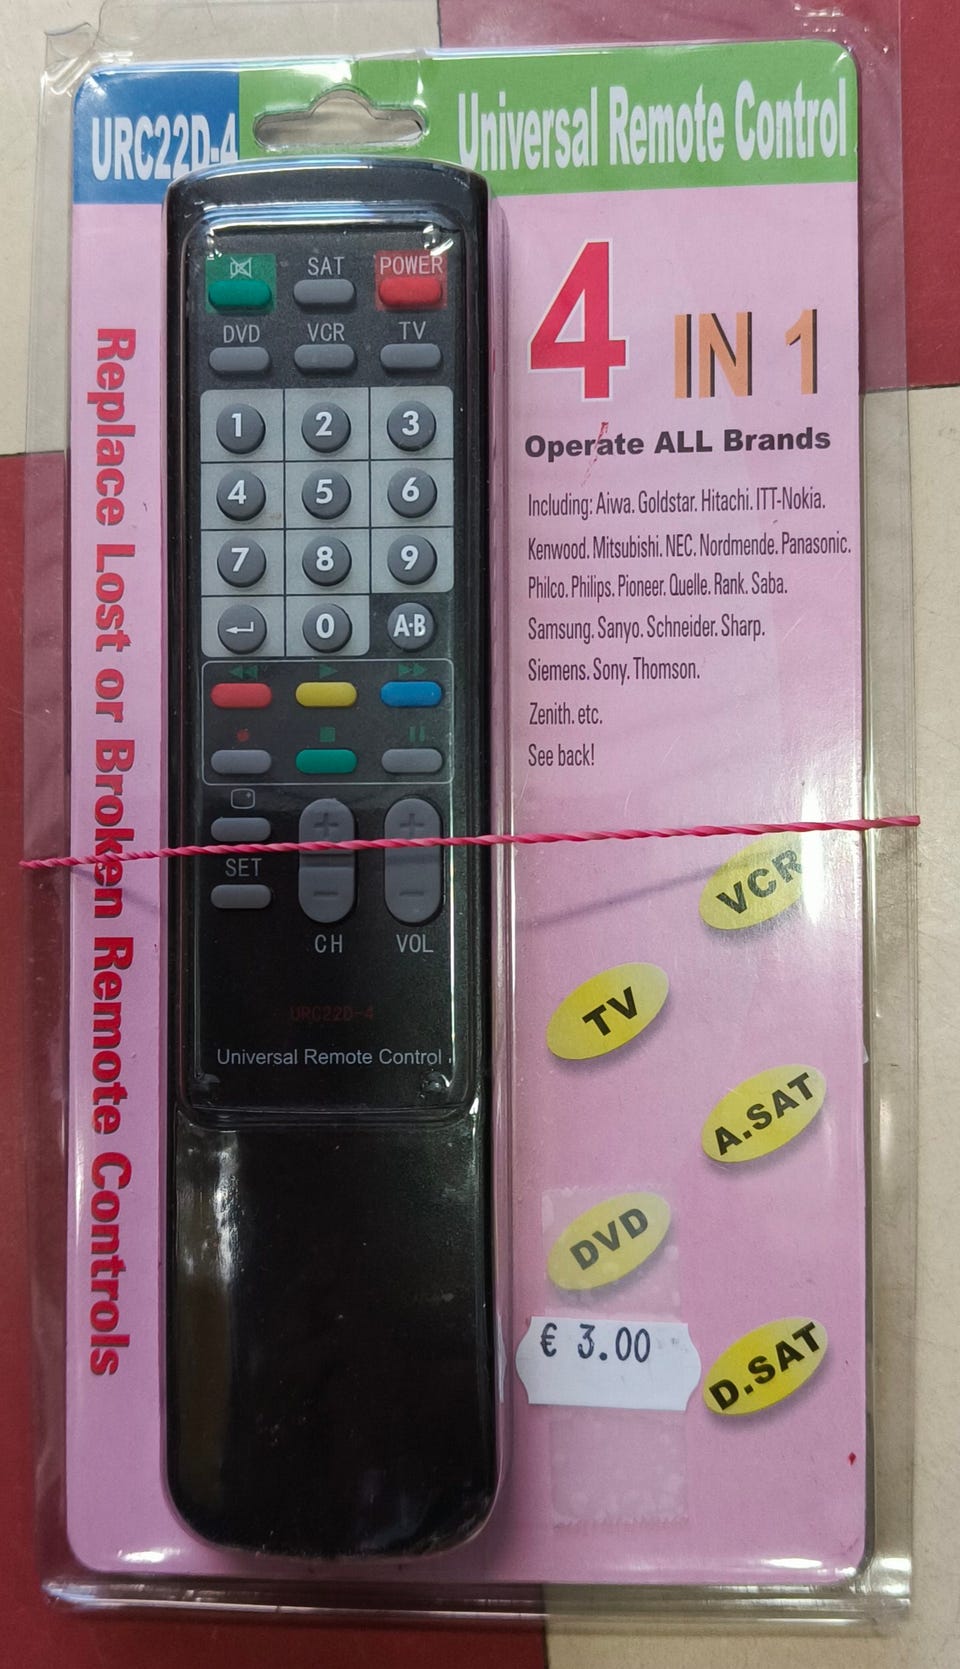 URC22D-4
Universal Remote Control
4 IN 1
Operate ALL Brands
Including: Aiwa. Goldstar. Hitachi. ITT-Nokia.
Kenwood. Mitsubishi. NEC. Nordmende. Panasonic.
Philco. Philips. Pioneer. Quelle. Rank. Saba.
Samsung. Sanyo. Schneider. Sharp.
Siemens. Sony. Thomson.
Zenith. etc.
See back!
VCR
TV
A.SAT
DVD
D.SAT
€ 3.00
Replace Lost or Broken Remote Controls
SAT POWER
DVD VCR TV
1 2 3
4 5 6
7 8 9
0 A·B
SET
CH VOL
URC22D-4
Universal Remote Control